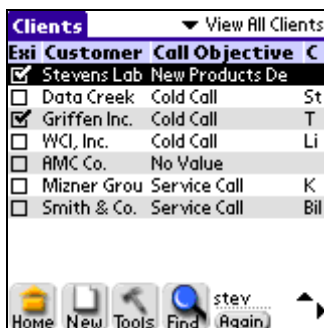 Clients View All Clients
Exi Customer Call Objective C
Stevens Lab New Products De
Data Creek Cold Call St
Griffen Inc. Cold Call T
WCI, Inc. Cold Call Li
AMC Co. No Value
Mizner Grou Service Call K
Smith & Co. Service Call Bil
stev
Home New Tools Find Again